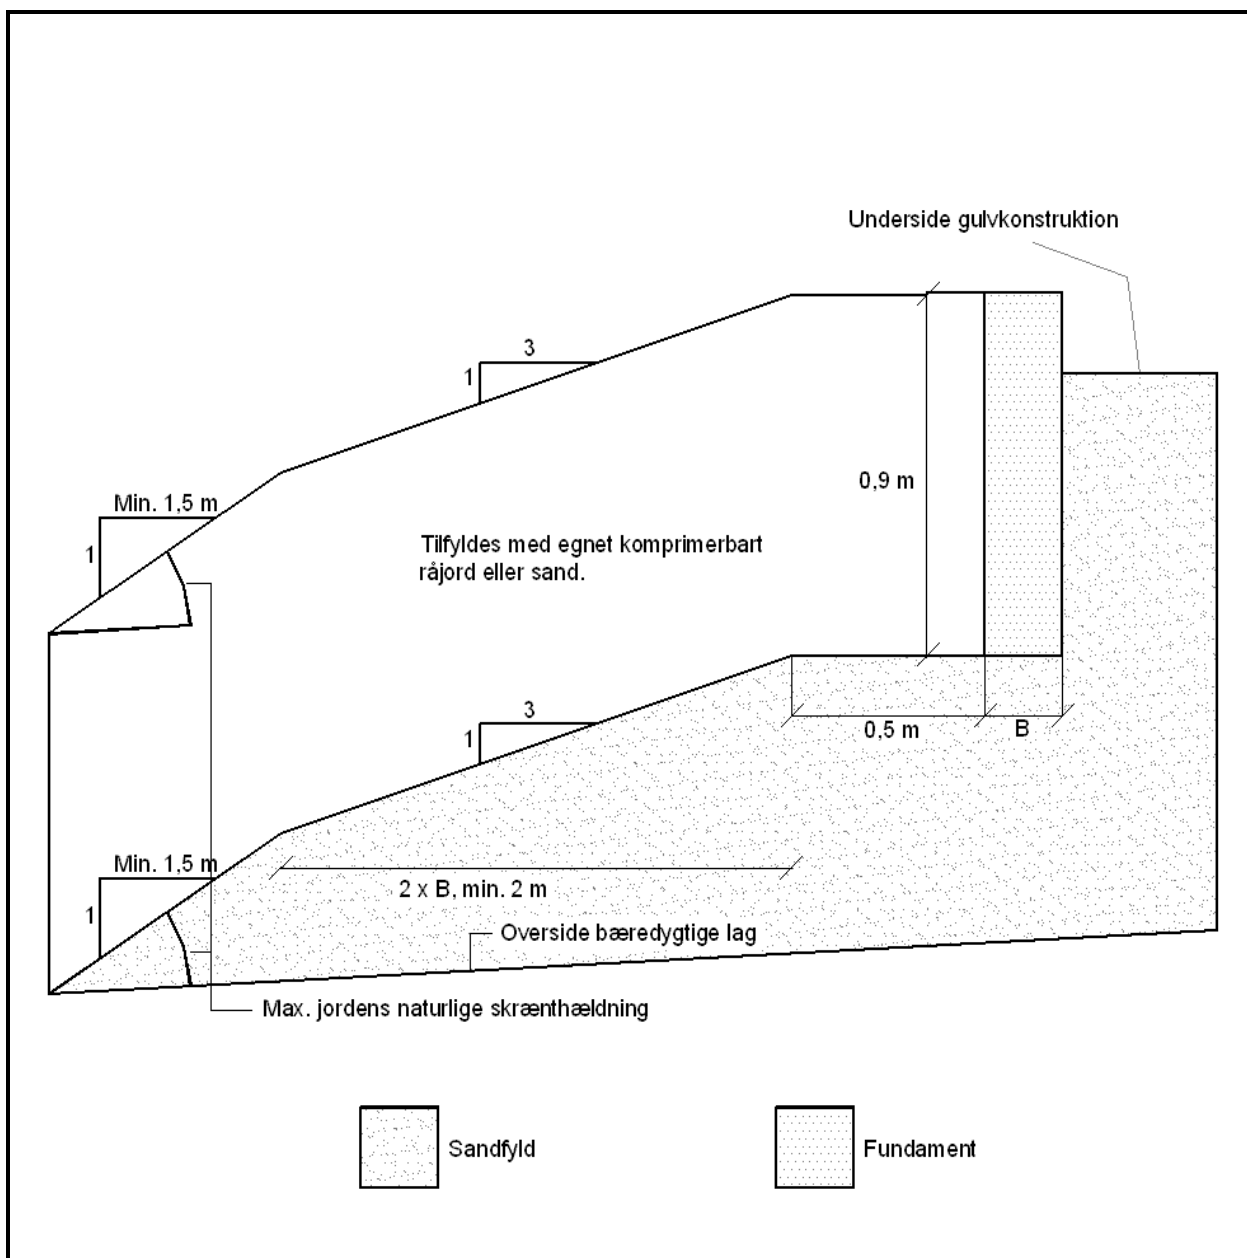 Underside gulvkonstruktion
3
1
Min. 1,5 m
1
0,9 m
Tilfyldes med egnet komprimerbart
råjord eller sand.
3
1
0,5 m
B
Min. 1,5 m
1
2 x B, min. 2 m
Overside bæredygtige lag
Max. jordens naturlige skrænthældning
Sandfyld
Fundament